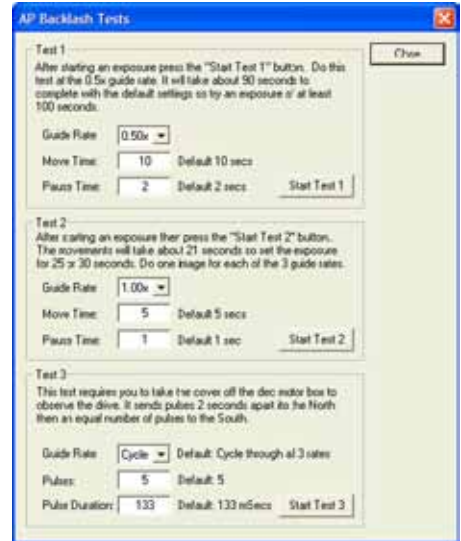 AP Backlash Tests
Close
Test 1
After starting an exposure press the "Start Test 1" button. Do this
test at the 0.5x guide rate. It will take about 90 seconds to
complete with the default settings so try an exposure of at least
100 seconds.
Guide Rate 0.50x
Move Time: 10 Default 10 secs
Pause Time: 2 Default 2 secs Start Test 1
Test 2
After starting an exposure then press the "Start Test 2" button.
The movements will take about 21 seconds so set the exposure
for 25 or 30 seconds. Do one image for each of the 3 guide rates.
Guide Rate 1.00x
Move Time: 5 Default 5 secs
Pause Time: 1 Default 1 sec Start Test 2
Test 3
This test requires you to take the cover off the dec motor box to
observe the drive. It sends pulses 2 seconds apart to the North
then an equal number of pulses to the South.
Guide Rate Cycle Default: Cycle through all 3 rates
Pulses: 5 Default: 5
Pulse Duration: 133 Default: 133 mSecs Start Test 3